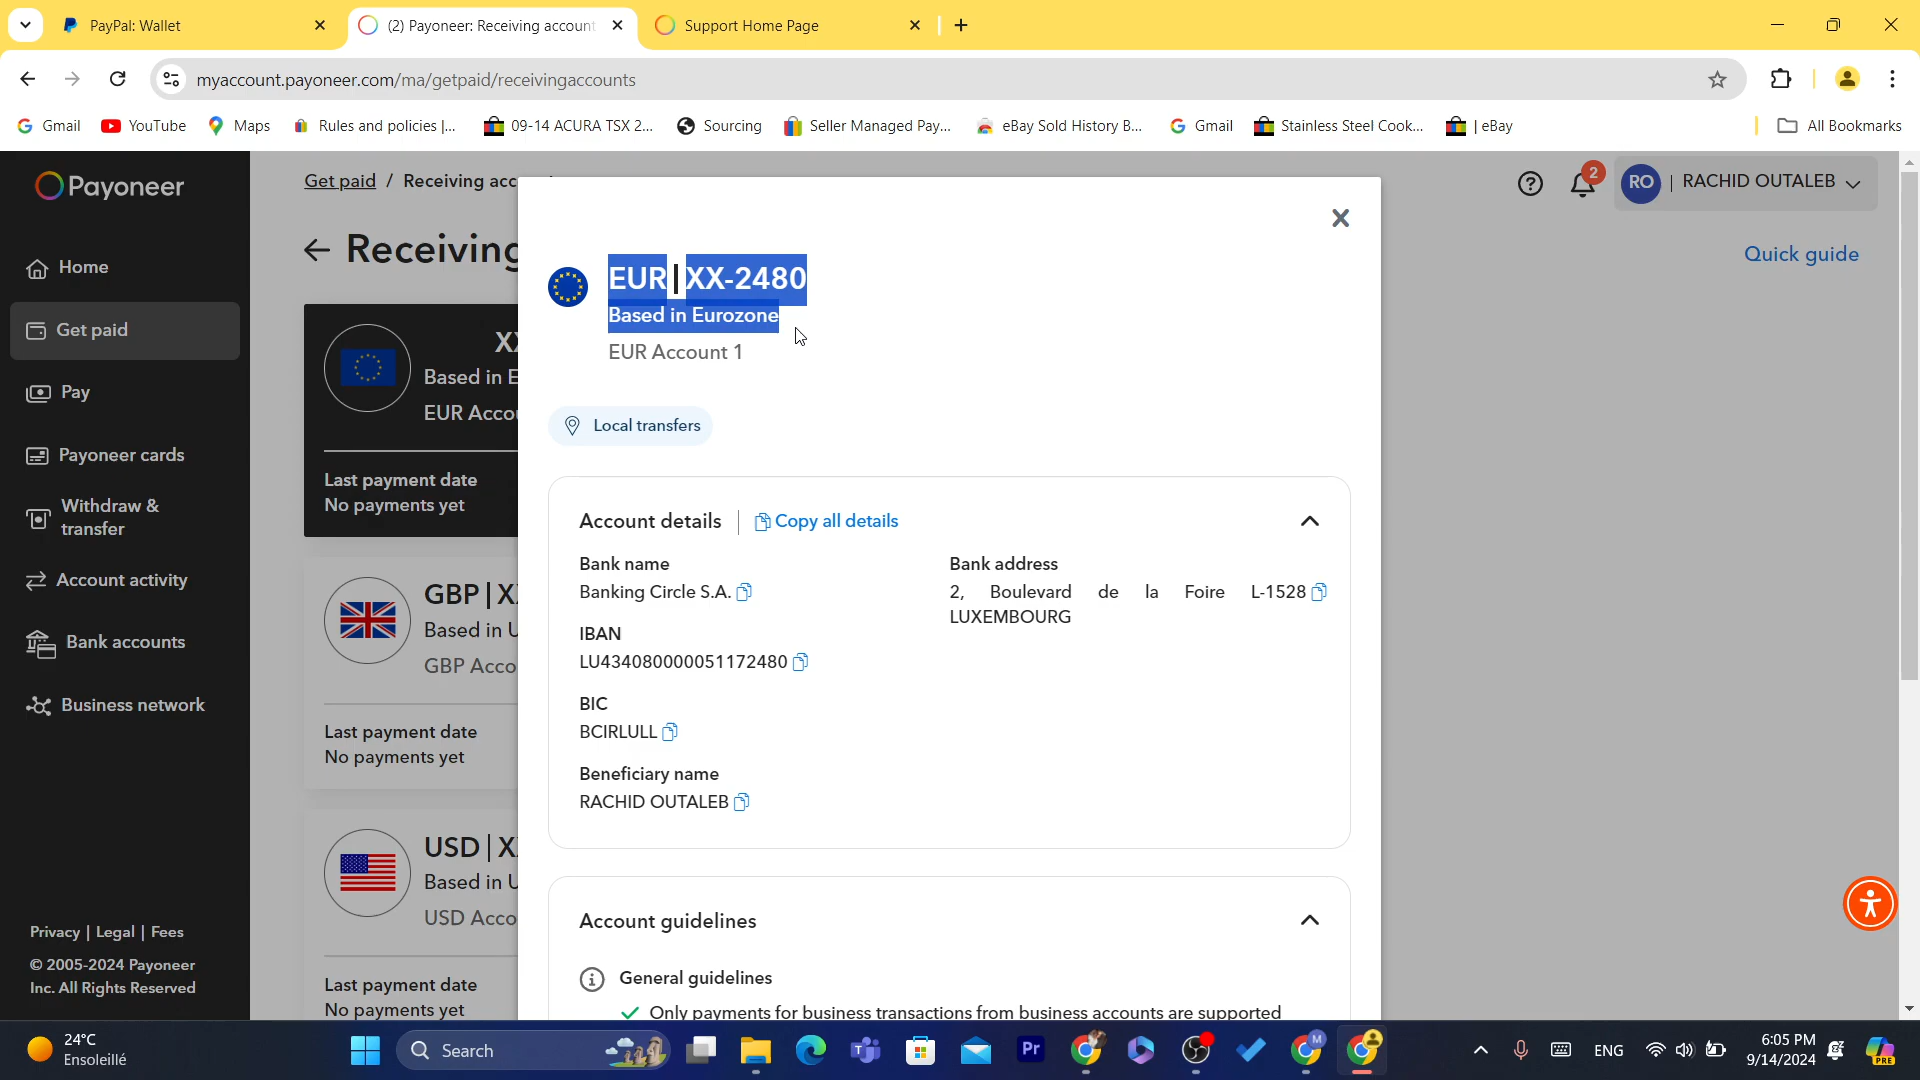 PayPal: Wallet
(2) Payoneer: Receiving account
Support Home Page
myaccount.payoneer.com/ma/getpaid/receivingaccounts
Gmail
YouTube
Maps
Rules and policies |...
09-14 ACURA TSX 2...
Sourcing
Seller Managed Pay...
eBay Sold History B...
Gmail
Stainless Steel Cook...
| eBay
All Bookmarks
Payoneer
Home
Get paid
Pay
Payoneer cards
Withdraw &
transfer
Account activity
Bank accounts
Business network
Privacy | Legal | Fees
© 2005-2024 Payoneer
Inc. All Rights Reserved
Get paid / Receiving acc
2
RO | RACHID OUTALEB
← Receiving
Quick guide
Based in E
EUR Accou
Last payment date
No payments yet
GBP | X
Based in U
GBP Acco
Last payment date
No payments yet
USD | X
Based in U
USD Acco
Last payment date
No payments yet
EUR | XX-2480
Based in Eurozone
EUR Account 1
Local transfers
Account details | Copy all details
Bank name
Banking Circle S.A.
Bank address
2, Boulevard de la Foire L-1528
LUXEMBOURG
IBAN
LU434080000051172480
BIC
BCIRLULL
Beneficiary name
RACHID OUTALEB
Account guidelines
General guidelines
Only payments for business transactions from business accounts are supported
24°C
Ensoleillé
Search
Pr
M
ENG
6:05 PM
9/14/2024
PRE